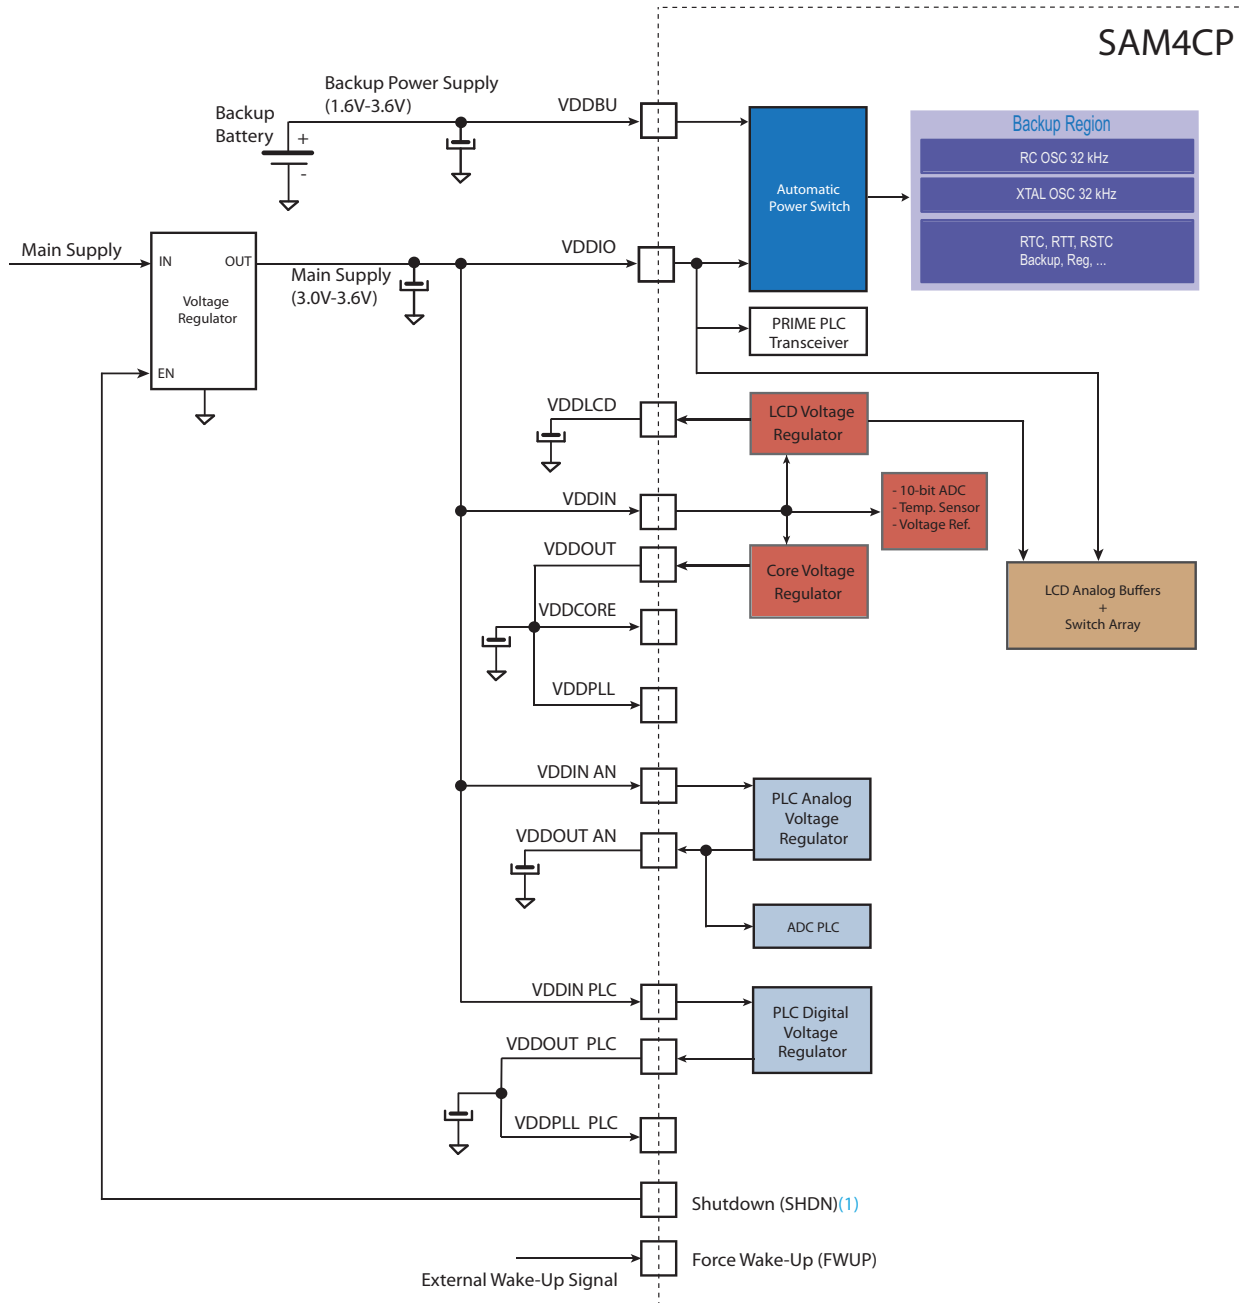 SAM4CP
Backup Power Supply
(1.6V-3.6V)
VDDBU
Backup
Battery
+
-
Automatic
Power Switch
Backup Region
RC OSC 32 kHz
XTAL OSC 32 kHz
RTC, RTT, RSTC
Backup, Reg, ...
Main Supply
IN
OUT
Voltage
Regulator
EN
Main Supply
(3.0V-3.6V)
VDDIO
PRIME PLC
Transceiver
VDDLCD
LCD Voltage
Regulator
VDDIN
- 10-bit ADC
- Temp. Sensor
- Voltage Ref.
VDDOUT
Core Voltage
Regulator
LCD Analog Buffers
+
Switch Array
VDDCORE
VDDPLL
VDDIN AN
PLC Analog
Voltage
Regulator
VDDOUT AN
ADC PLC
VDDIN PLC
PLC Digital
Voltage
Regulator
VDDOUT PLC
VDDPLL PLC
Shutdown (SHDN)(1)
Force Wake-Up (FWUP)
External Wake-Up Signal